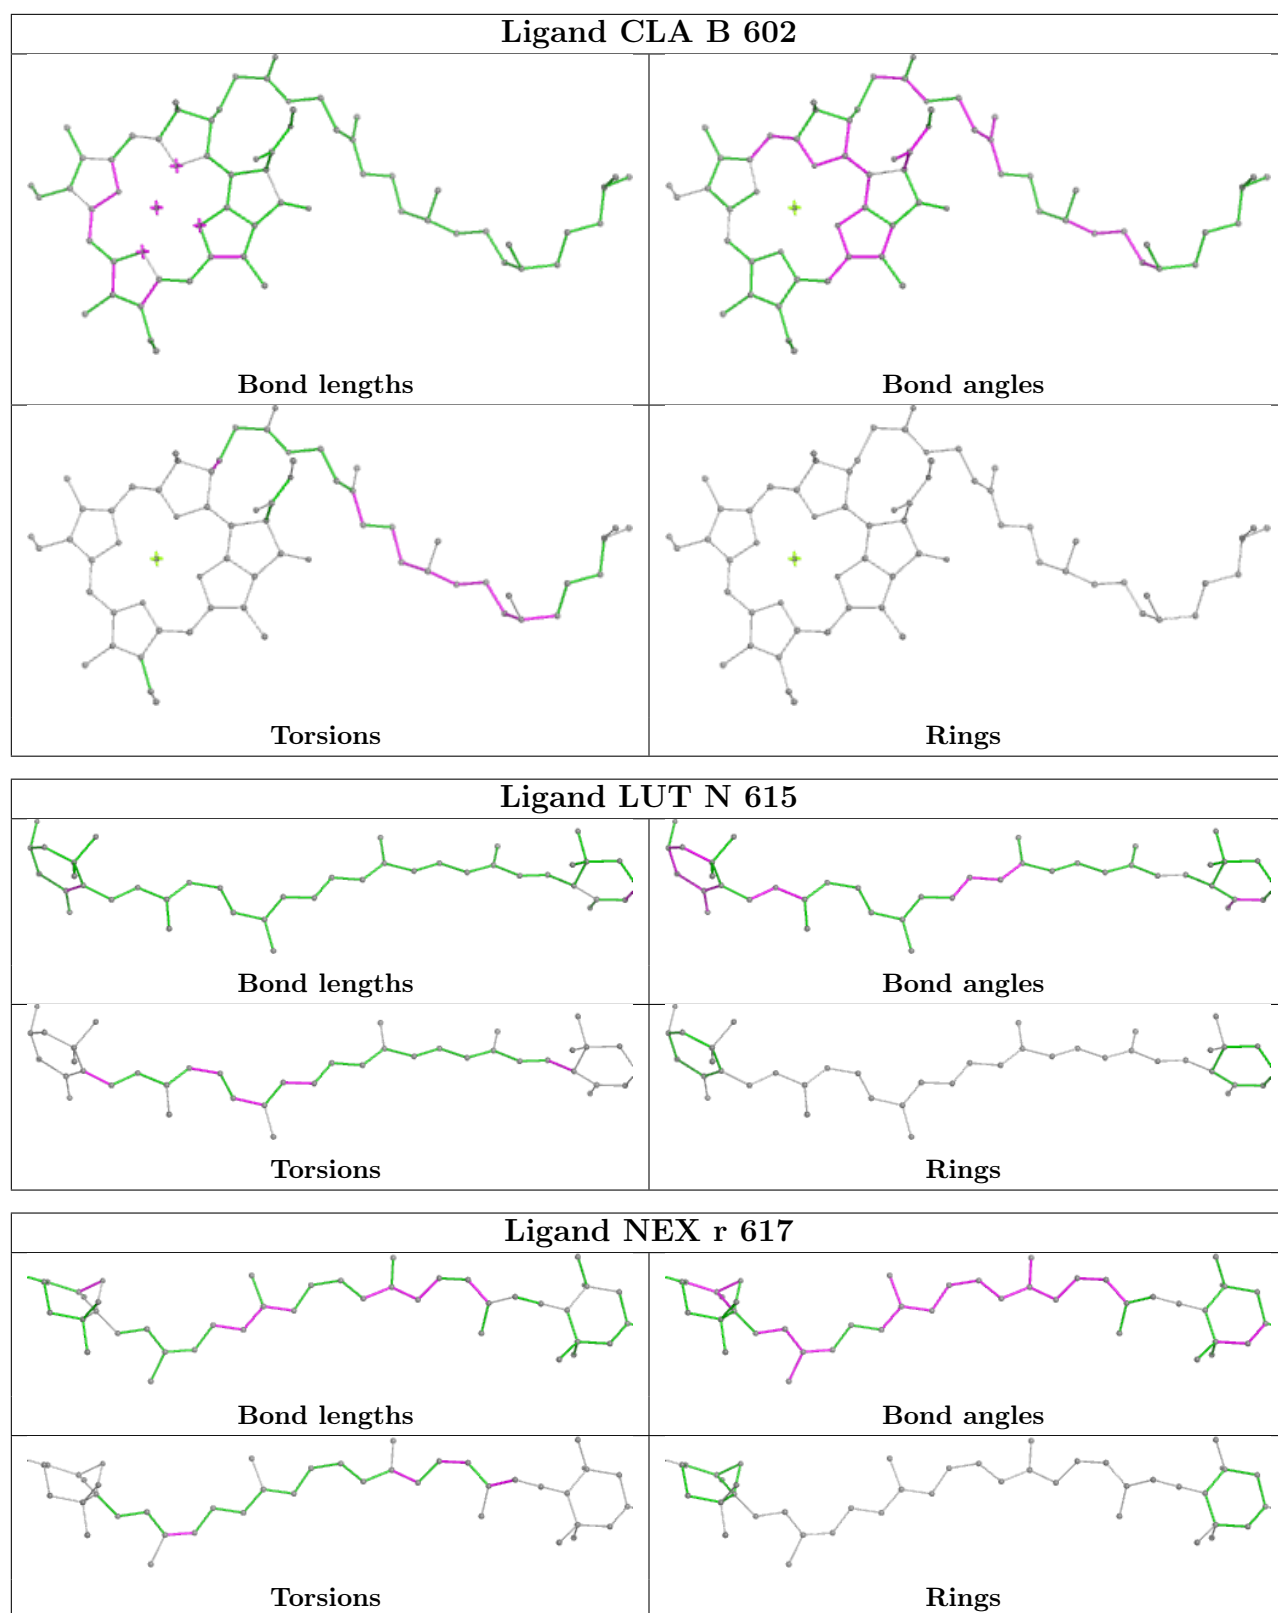 Ligand CLA B 602
Bond lengths
Bond angles
Torsions
Rings
Ligand LUT N 615
Bond lengths
Bond angles
Torsions
Rings
Ligand NEX r 617
Bond lengths
Bond angles
Torsions
Rings